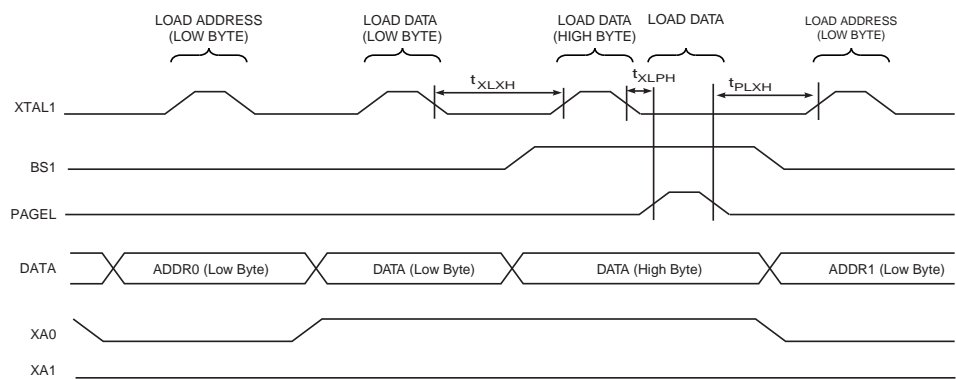 LOAD ADDRESS
(LOW BYTE)
LOAD DATA
(LOW BYTE)
LOAD DATA
(HIGH BYTE)
LOAD DATA
LOAD ADDRESS
(LOW BYTE)
tXLXH
tXLPH
tPLXH
XTAL1
BS1
PAGEL
DATA
ADDR0 (Low Byte)
DATA (Low Byte)
DATA (High Byte)
ADDR1 (Low Byte)
XA0
XA1